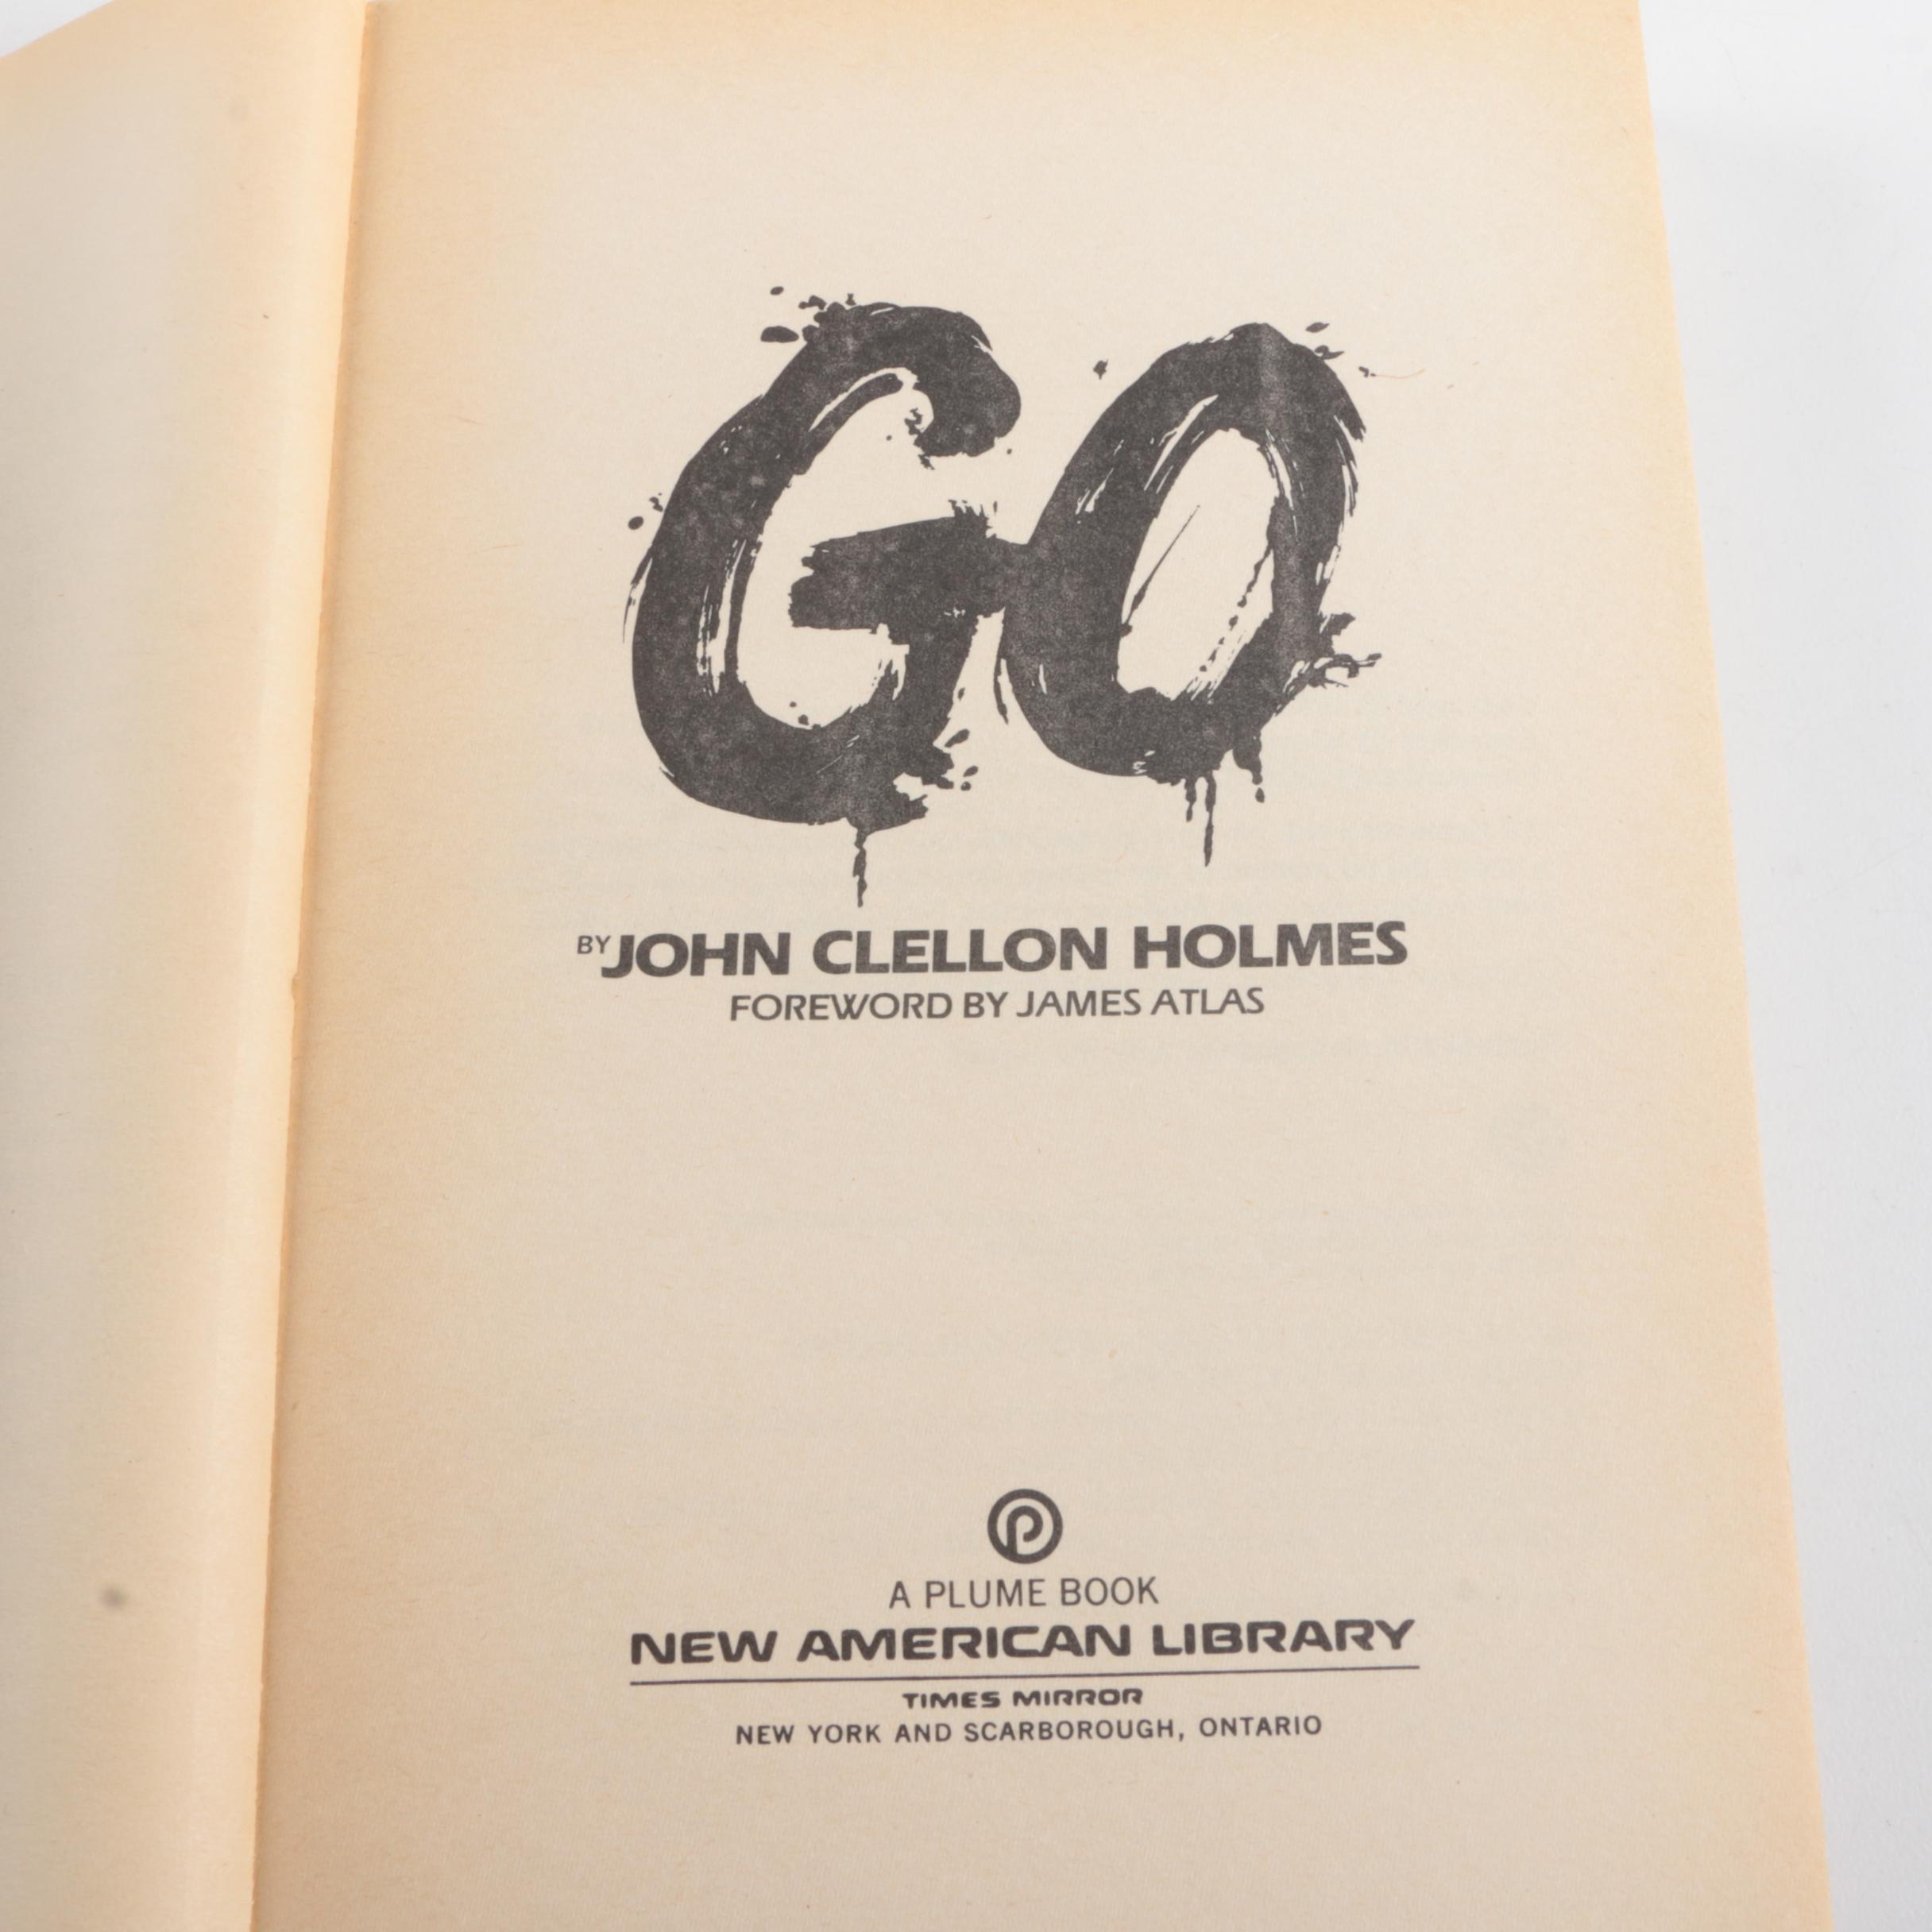 GO
BY JOHN CLELLON HOLMES
FOREWORD BY JAMES ATLAS
P
A PLUME BOOK
NEW AMERICAN LIBRARY
TIMES MIRROR
NEW YORK AND SCARBOROUGH, ONTARIO